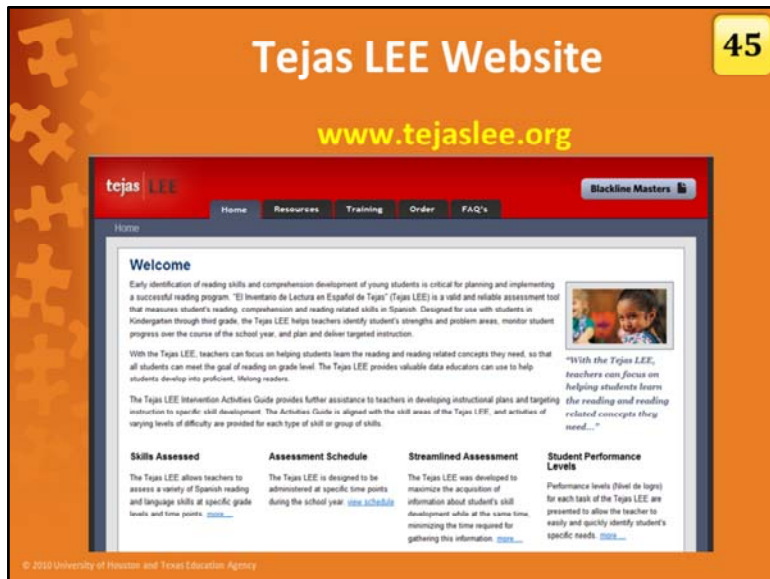 Tejas LEE Website
45
www.tejaslee.org
tejas LEE
Blackline Masters
Home Resources Training Order FAQ's
Home
Welcome
Early identification of reading skills and comprehension development of young students is critical for planning and implementing
a successful reading program. "El Inventario de Lectura en Español de Tejas" (Tejas LEE) is a valid and reliable assessment tool
that measures student's reading, comprehension and reading related skills in Spanish. Designed for use with students in
Kindergarten through third grade, the Tejas LEE helps teachers identify student's strengths and problem areas, monitor student
progress over the course of the school year, and plan and deliver targeted instruction.
With the Tejas LEE, teachers can focus on helping students learn the reading and reading related concepts they need, so that
all students can meet the goal of reading on grade level. The Tejas LEE provides valuable data educators can use to help
students develop into proficient, lifelong readers.
The Tejas LEE Intervention Activities Guide provides further assistance to teachers in developing instructional plans and targeting
instruction to specific skill development. The Activities Guide is aligned with the skill areas of the Tejas LEE, and activities of
varying levels of difficulty are provided for each type of skill or group of skills.
"With the Tejas LEE,
teachers can focus on
helping students learn
the reading and reading
related concepts they
need..."
Skills Assessed
The Tejas LEE allows teachers to
assess a variety of Spanish reading
and language skills at specific grade
levels and time points. more ...
Assessment Schedule
The Tejas LEE is designed to be
administered at specific time points
during the school year. view schedule
Streamlined Assessment
The Tejas LEE was developed to
maximize the acquisition of
information about student's skill
development while at the same time,
minimizing the time required for
gathering this information. more ...
Student Performance
Levels
Performance levels (Nivel de logro)
for each task of the Tejas LEE are
presented to allow the teacher to
easily and quickly identify student's
specific needs. more ...
© 2010 University of Houston and Texas Education Agency